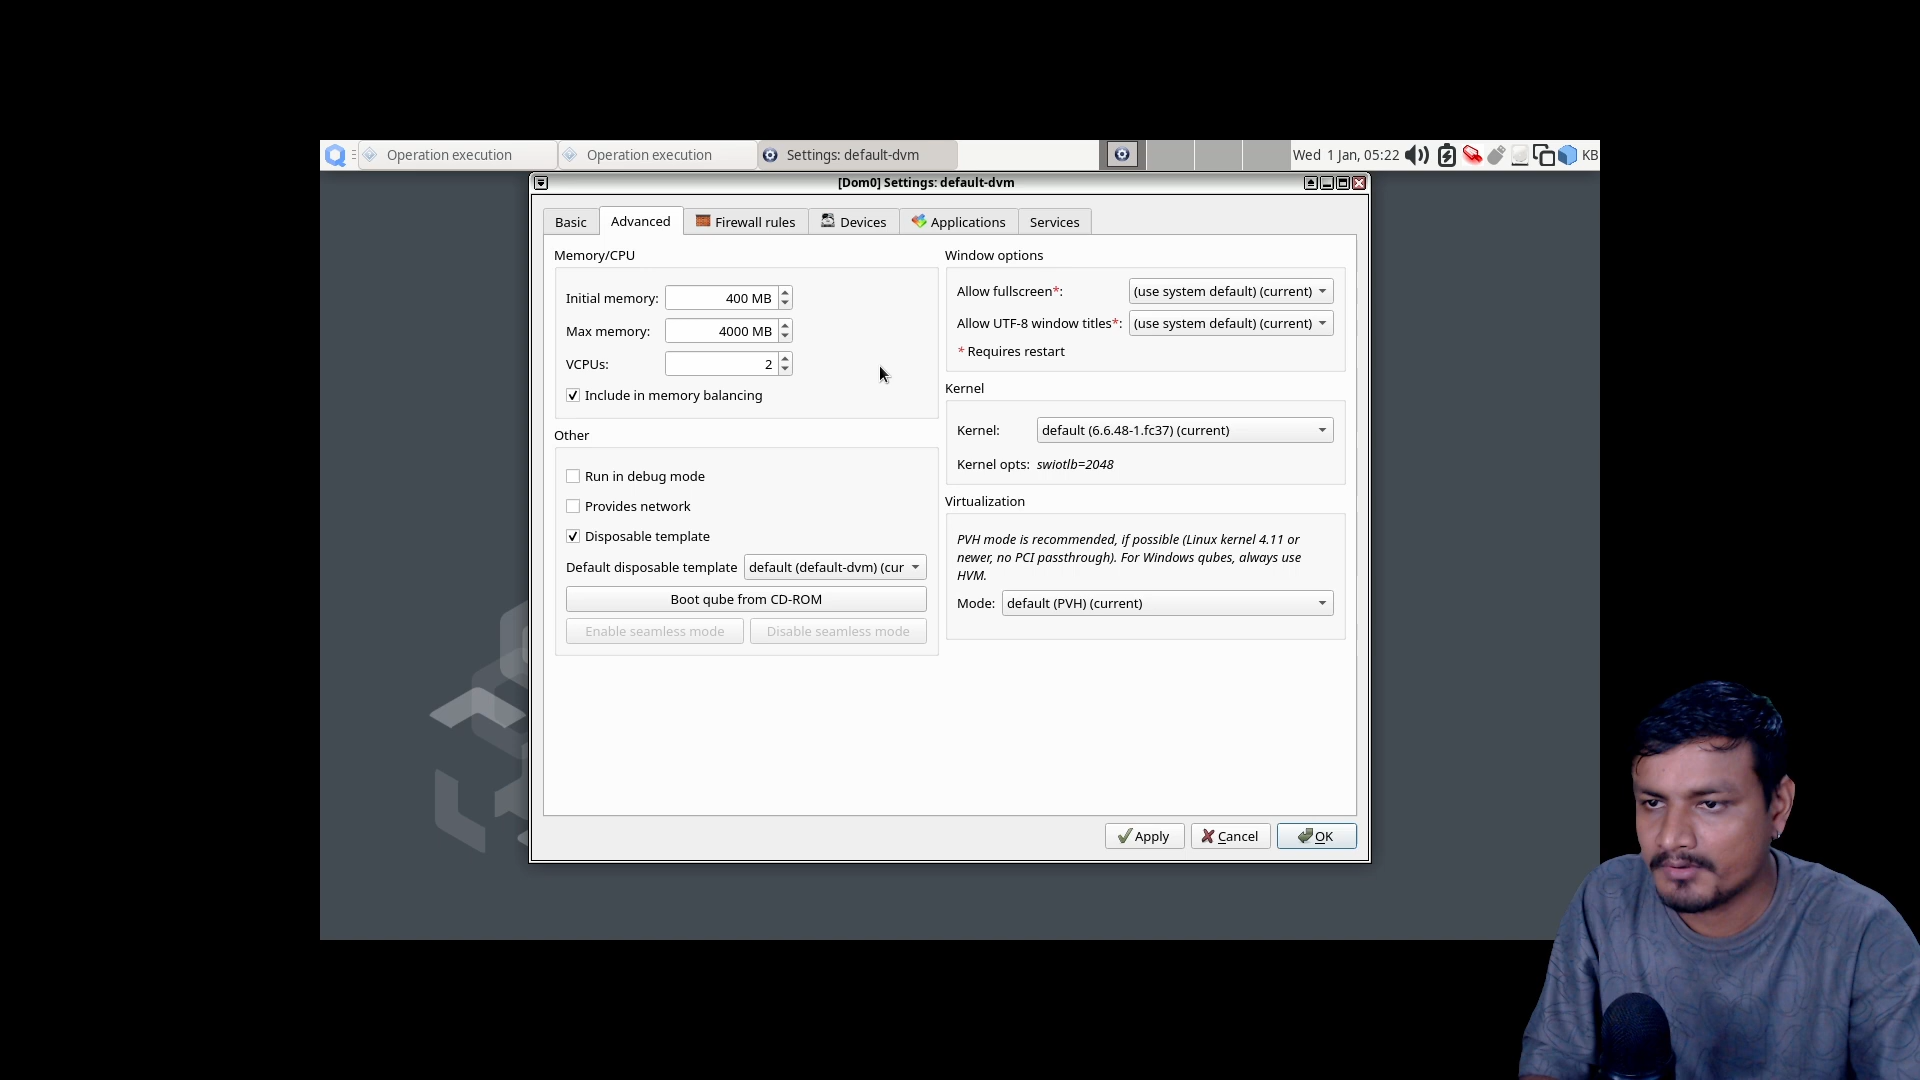 Operation execution
Operation execution
Settings: default-dvm
Wed 1 Jan, 05:22
KB
[Dom0] Settings: default-dvm
Basic
Advanced
Firewall rules
Devices
Applications
Services
Memory/CPU
Initial memory: 400 MB
Max memory: 4000 MB
VCPUs: 2
Include in memory balancing
Other
Run in debug mode
Provides network
Disposable template
Default disposable template default (default-dvm) (cur
Boot qube from CD-ROM
Enable seamless mode
Disable seamless mode
Window options
Allow fullscreen*: (use system default) (current)
Allow UTF-8 window titles*: (use system default) (current)
* Requires restart
Kernel
Kernel: default (6.6.48-1.fc37) (current)
Kernel opts: swiotlb=2048
Virtualization
PVH mode is recommended, if possible (Linux kernel 4.11 or
newer, no PCI passthrough). For Windows qubes, always use
HVM.
Mode: default (PVH) (current)
Apply
Cancel
OK